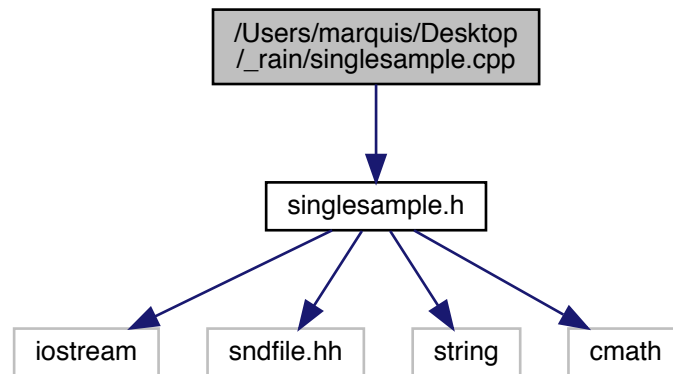 /Users/marquis/Desktop
/_rain/singlesample.cpp
singlesample.h
iostream
sndfile.hh
string
cmath